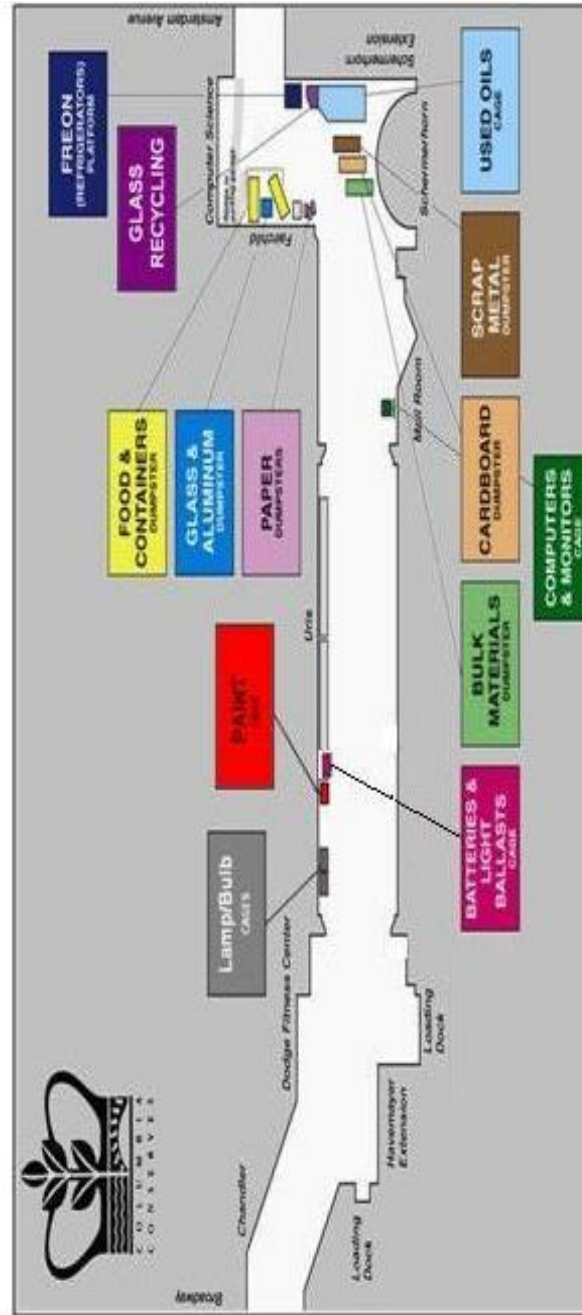 COLUMBIA
CONSERVES
Broadway
Chandler
Loading
Dock
Havemayer
Extension
Loading
Dock
Dodge Fitness Center
Lamp/Bulb
CAGES
PAINT
BATTERIES &
LIGHT
BALLASTS
CAGE
Uris
BULK
MATERIALS
DUMPSTER
FOOD &
CONTAINERS
DUMPSTER
GLASS &
ALUMINUM
DUMPSTER
PAPER
DUMPSTERS
Mail Room
CARDBOARD
DUMPSTER
COMPUTERS
& MONITORS
CAGE
Fairchild
Computer Science
GLASS
RECYCLING
FREON
(REFRIGERATORS)
PLATFORM
SCRAP
METAL
DUMPSTER
Schermerhorn
USED OILS
CAGE
Schermerhorn
Extension
Amsterdam Avenue